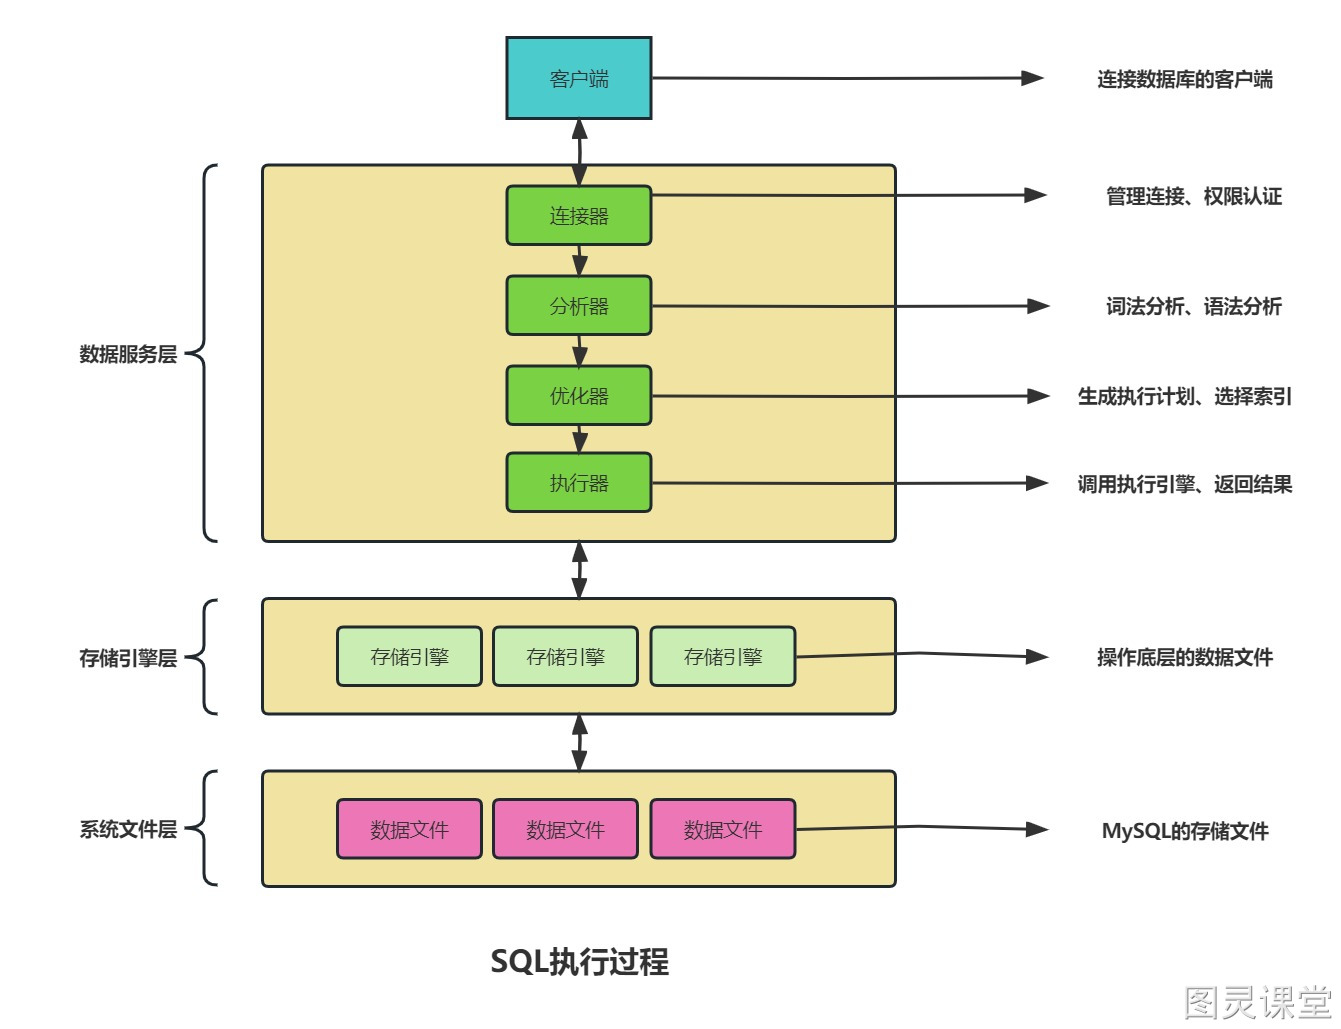 客户端
连接数据库的客户端
连接器
管理连接、权限认证
分析器
词法分析、语法分析
数据服务层
优化器
生成执行计划、选择索引
执行器
调用执行引擎、返回结果
存储引擎层
存储引擎
存储引擎
存储引擎
操作底层的数据文件
系统文件层
数据文件
数据文件
数据文件
MySQL的存储文件
SQL执行过程
图灵课堂